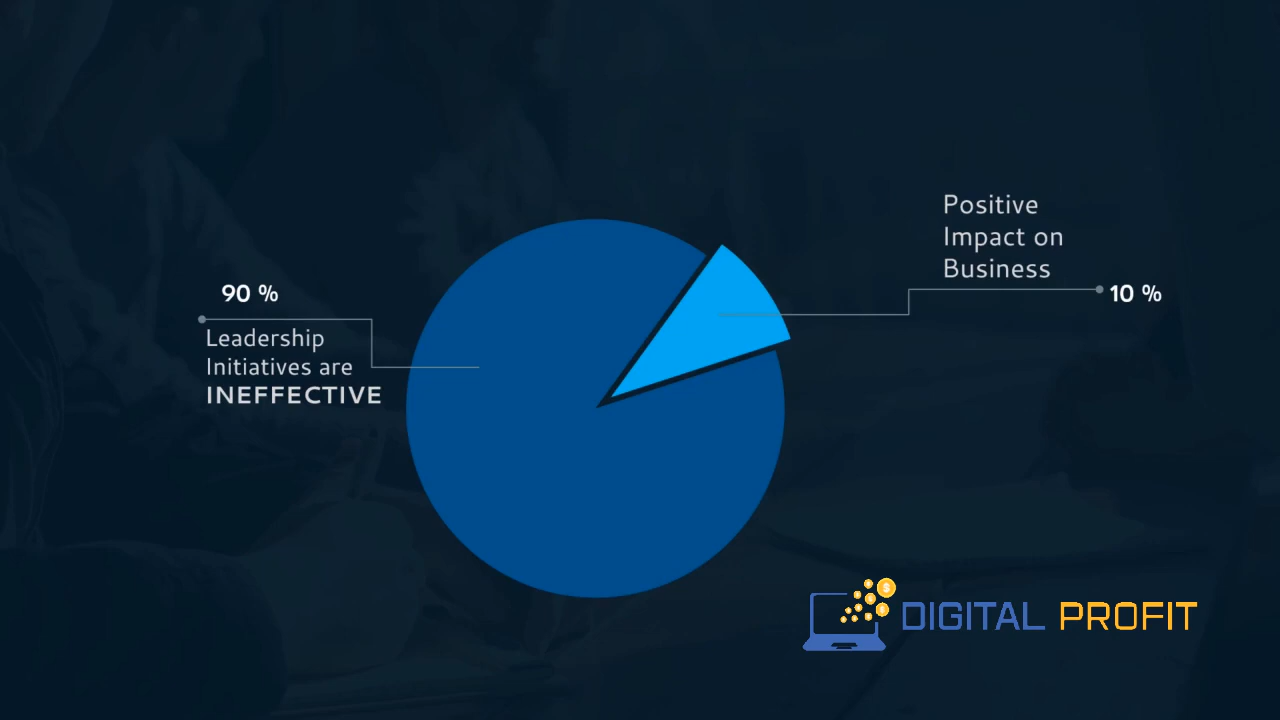 Positive
Impact on
Business
10 %
90 %
Leadership
Initiatives are
INEFFECTIVE
DIGITAL PROFIT